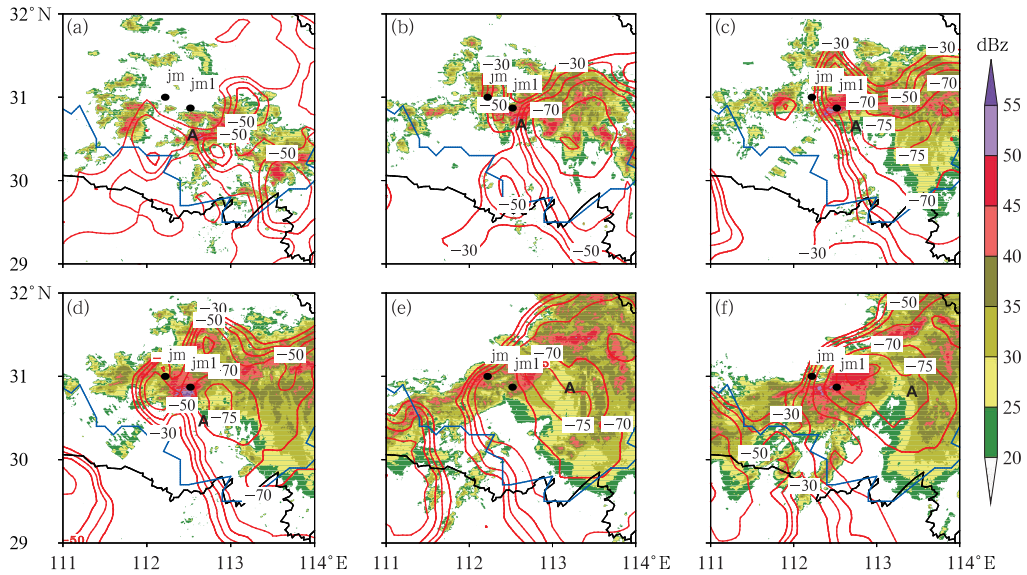 32°N (a) (b) (c) dBz
−30 −30 −30
jm jm jm
jm1 −30 jm1 jm1
31 −50 −70 −50 −70 −70 55
A A A −75
−50 50
−50 −50 −75 45
30 −50 −70 40
−30 −50 −30
29
32°N (d) (e) (f) −50
−30
−50
jm jm −70 jm −70
jm1 −50 jm1 jm1 −75
31 −70 35
−50 −75 A A A 30
−30 −75 −70 −30 25
30 −50 20
−70 −30
−50
29
111 112 113 114°E 111 112 113 114°E 111 112 113 114°E